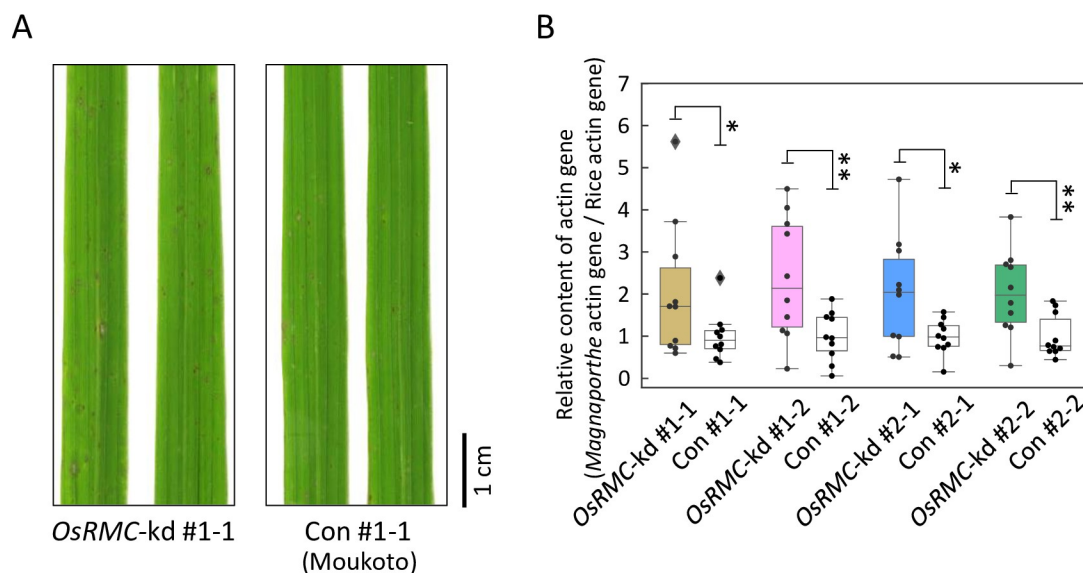 A
OsRMC-kd #1-1
Con #1-1
(Moukoto)
1 cm
B
Relative content of actin gene
(Magnaporthe actin gene / Rice actin gene)
7
6
5
4
3
2
1
0
*
**
*
**
OsRMC-kd #1-1
Con #1-1
OsRMC-kd #1-2
Con #1-2
OsRMC-kd #2-1
Con #2-1
OsRMC-kd #2-2
Con #2-2